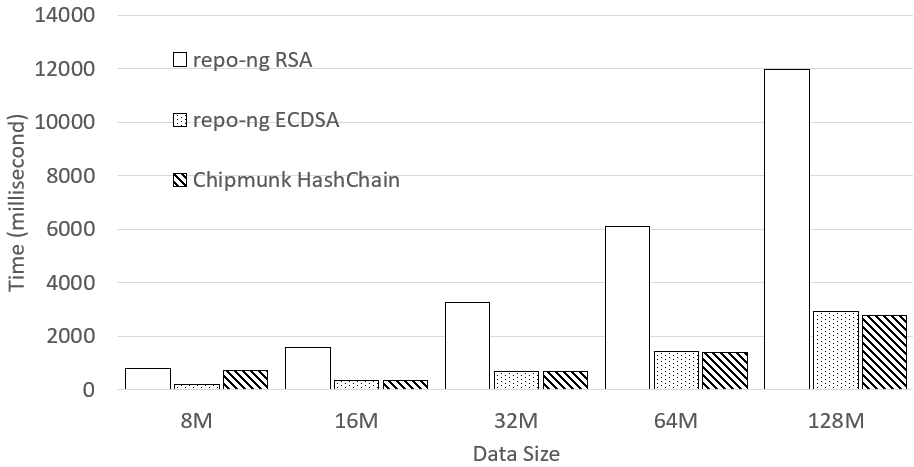 14000
12000
10000
8000
6000
4000
2000
0
Time (millisecond)
repo-ng RSA
repo-ng ECDSA
Chipmunk HashChain
8M 16M 32M 64M 128M
Data Size